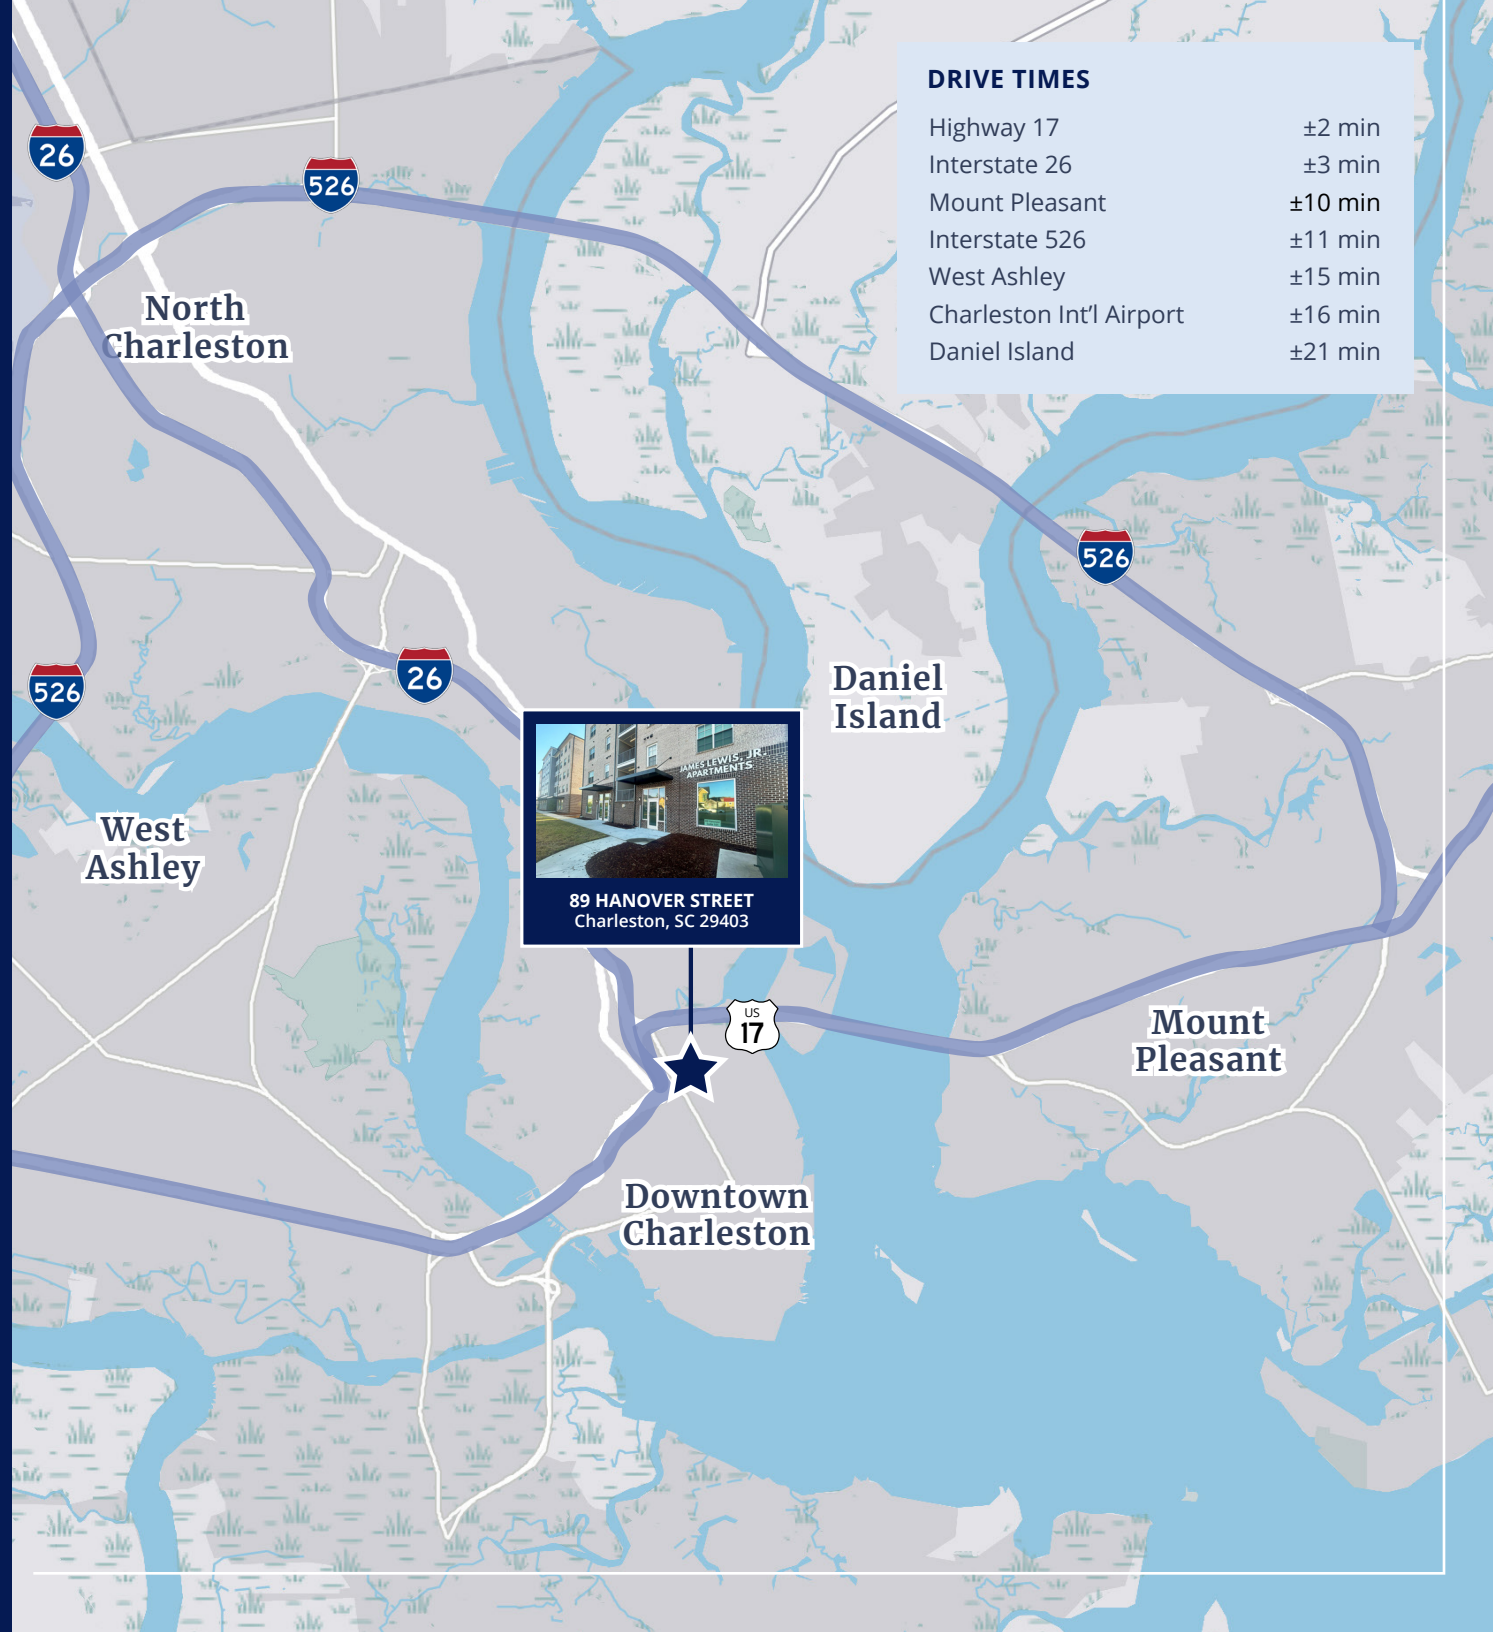 DRIVE TIMES
Highway 17 ±2 min
Interstate 26 ±3 min
Mount Pleasant ±10 min
Interstate 526 ±11 min
West Ashley ±15 min
Charleston Int'l Airport ±16 min
Daniel Island ±21 min
26
526
North
Charleston
526
526
26
Daniel
Island
JAMES LEWIS, JR.
APARTMENTS
West
Ashley
89 HANOVER STREET
Charleston, SC 29403
US
17
Mount
Pleasant
Downtown
Charleston